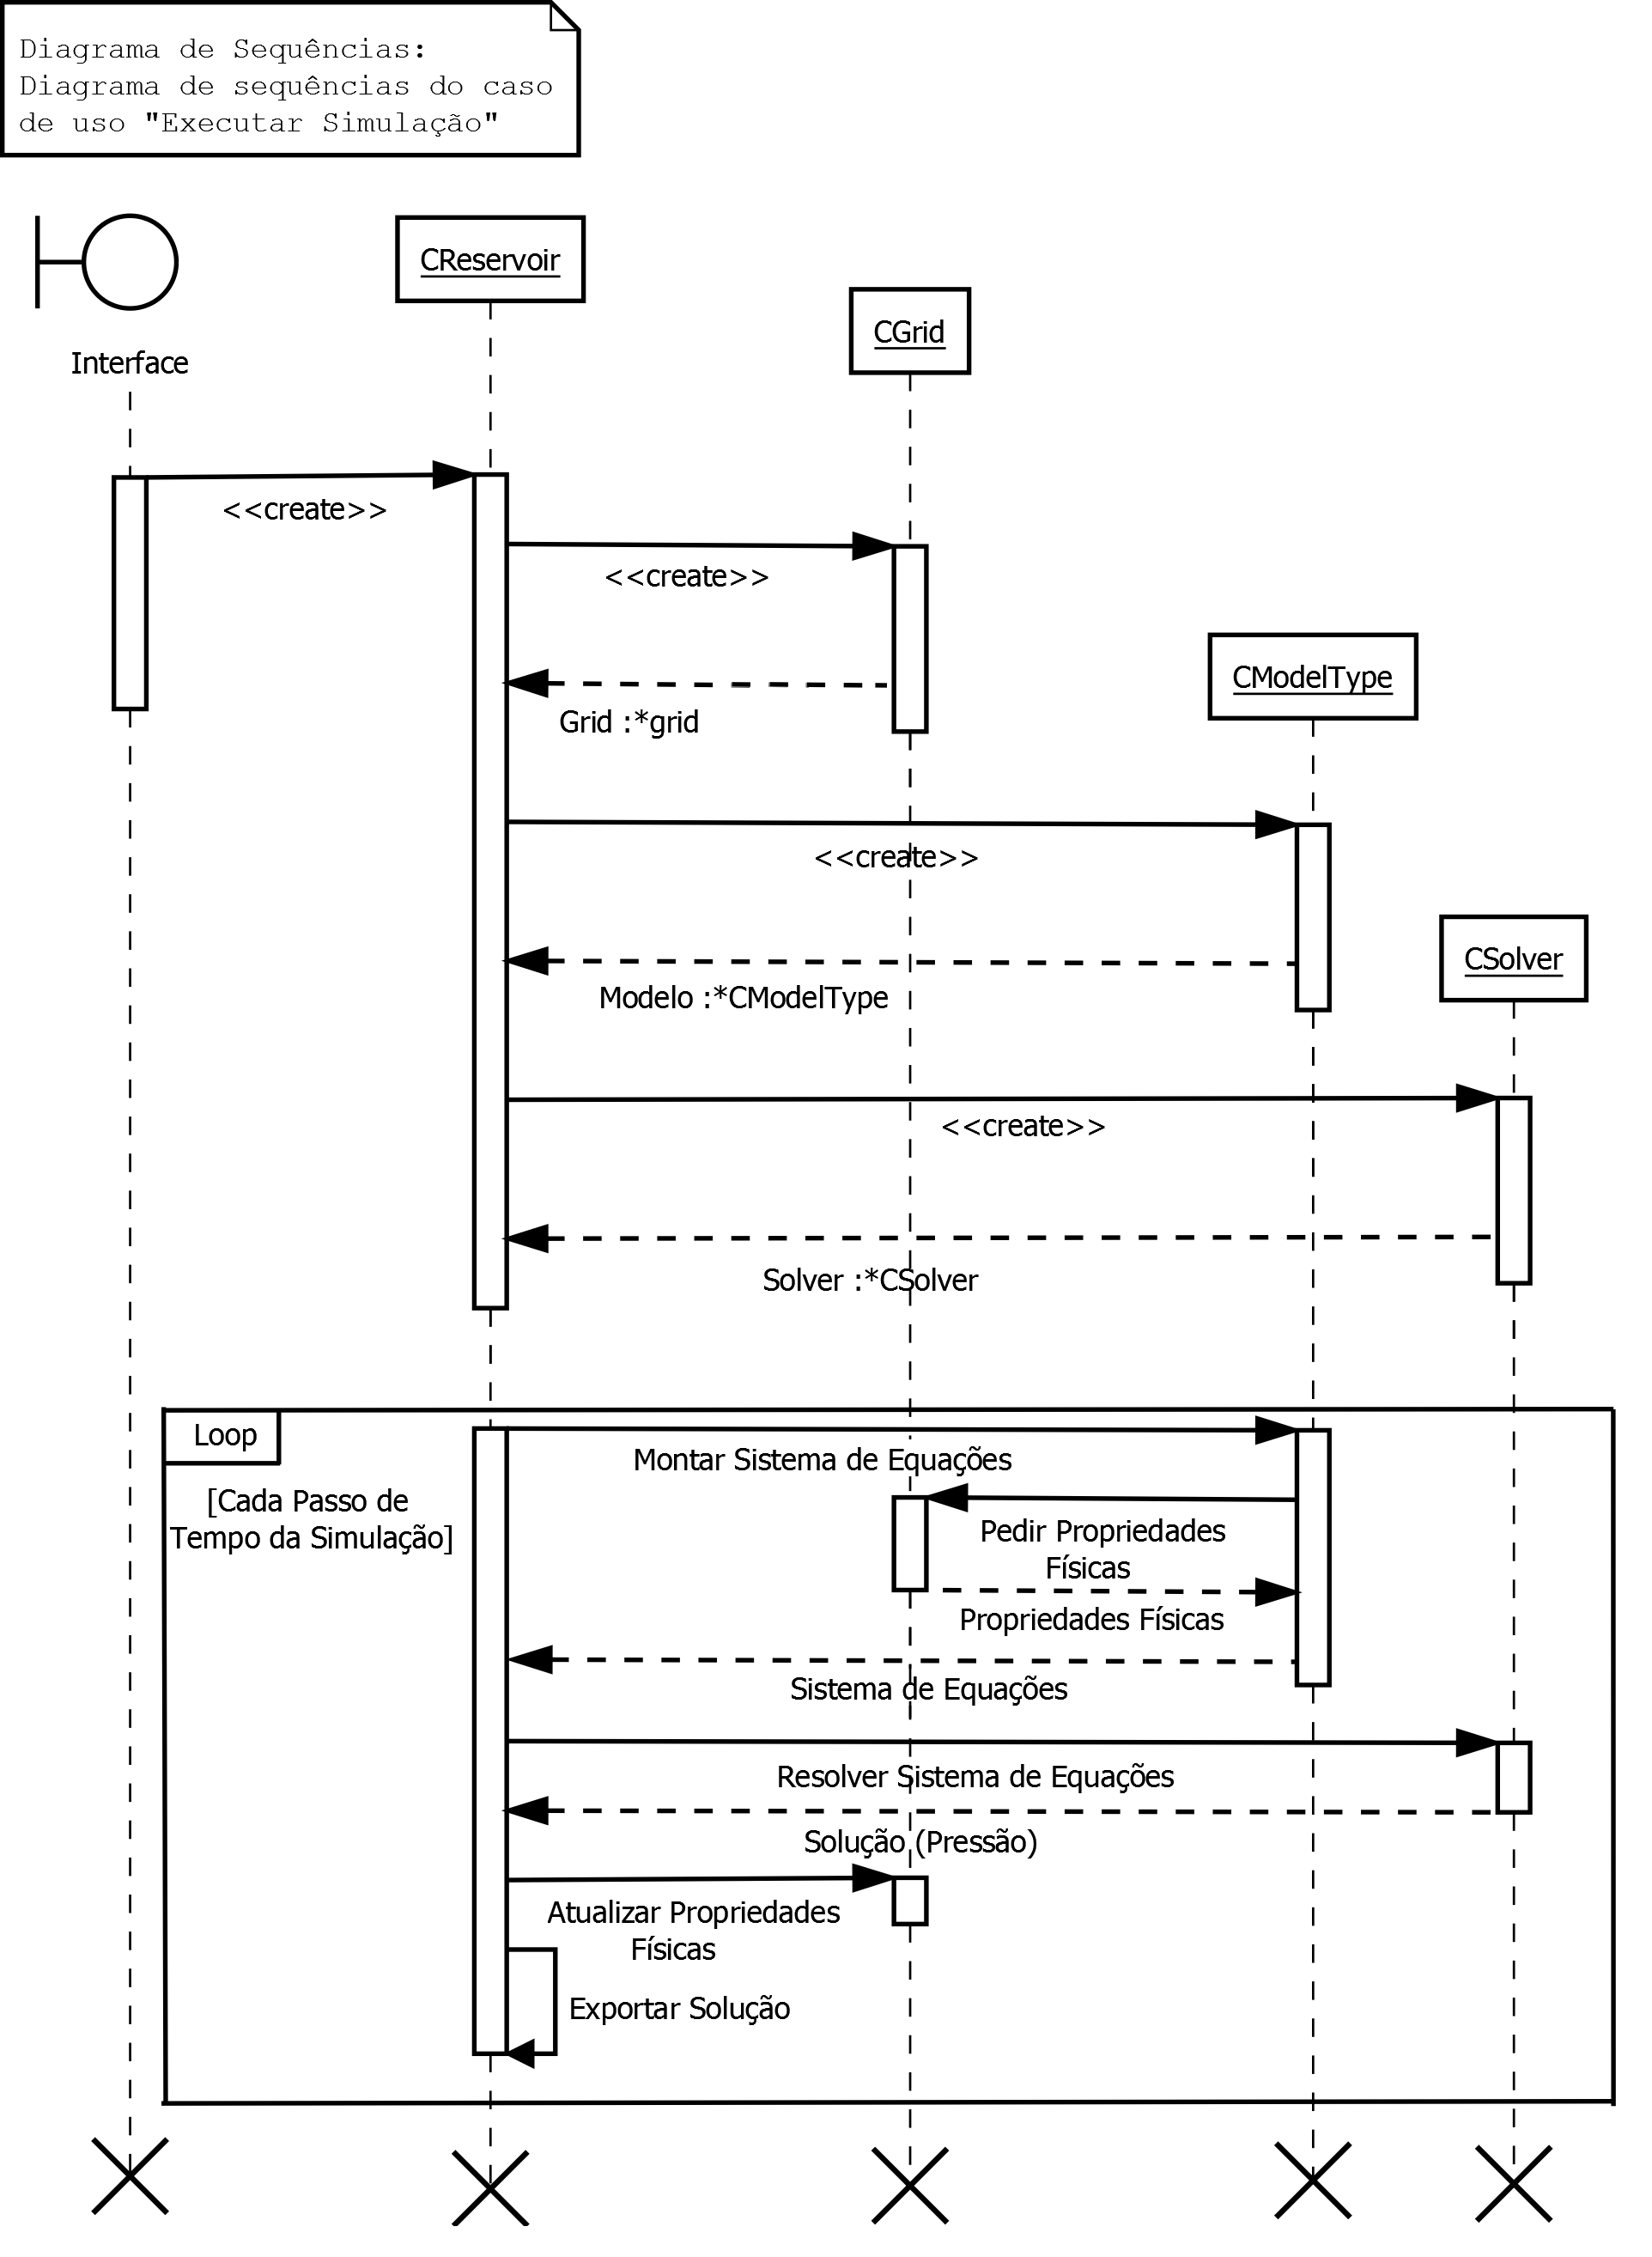 Diagrama de Sequências:
Diagrama de sequências do caso
de uso "Executar Simulação"
Interface
CReservoir
CGrid
<<create>>
<<create>>
CModelType
Grid :*grid
<<create>>
CSolver
Modelo :*CModelType
<<create>>
Solver :*CSolver
Loop
[Cada Passo de
Tempo da Simulação]
Montar Sistema de Equações
Pedir Propriedades
Físicas
Propriedades Físicas
Sistema de Equações
Resolver Sistema de Equações
Solução (Pressão)
Atualizar Propriedades
Físicas
Exportar Solução